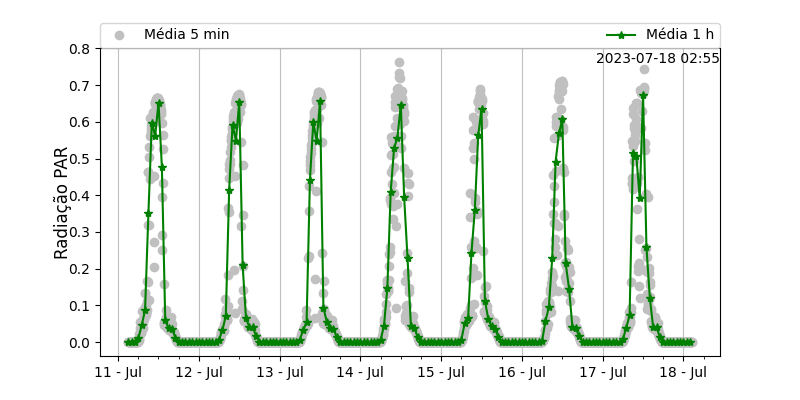 Média 5 min
Média 1 h
2023-07-18 02:55
Radiação PAR
0.8
0.7
0.6
0.5
0.4
0.3
0.2
0.1
0.0
11 - Jul
12 - Jul
13 - Jul
14 - Jul
15 - Jul
16 - Jul
17 - Jul
18 - Jul